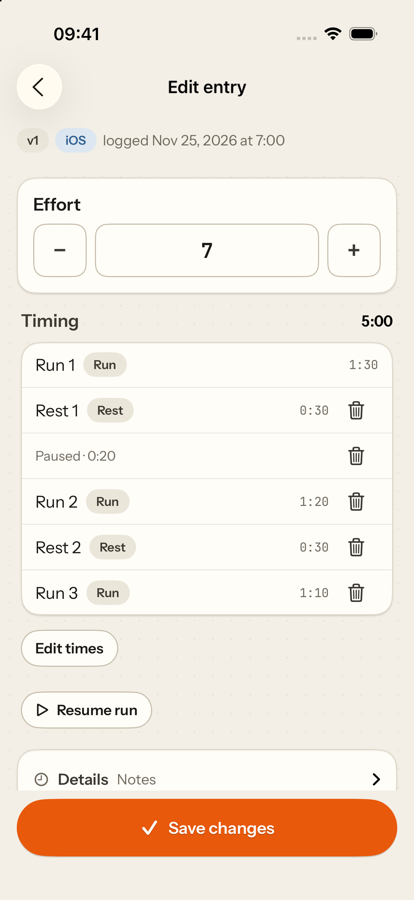 09:41
Edit entry
v1 iOS logged Nov 25, 2026 at 7:00
Effort
− 7 +
Timing 5:00
Run 1 Run 1:30
Rest 1 Rest 0:30
Paused · 0:20
Run 2 Run 1:20
Rest 2 Rest 0:30
Run 3 Run 1:10
Edit times
Resume run
Details Notes
Save changes